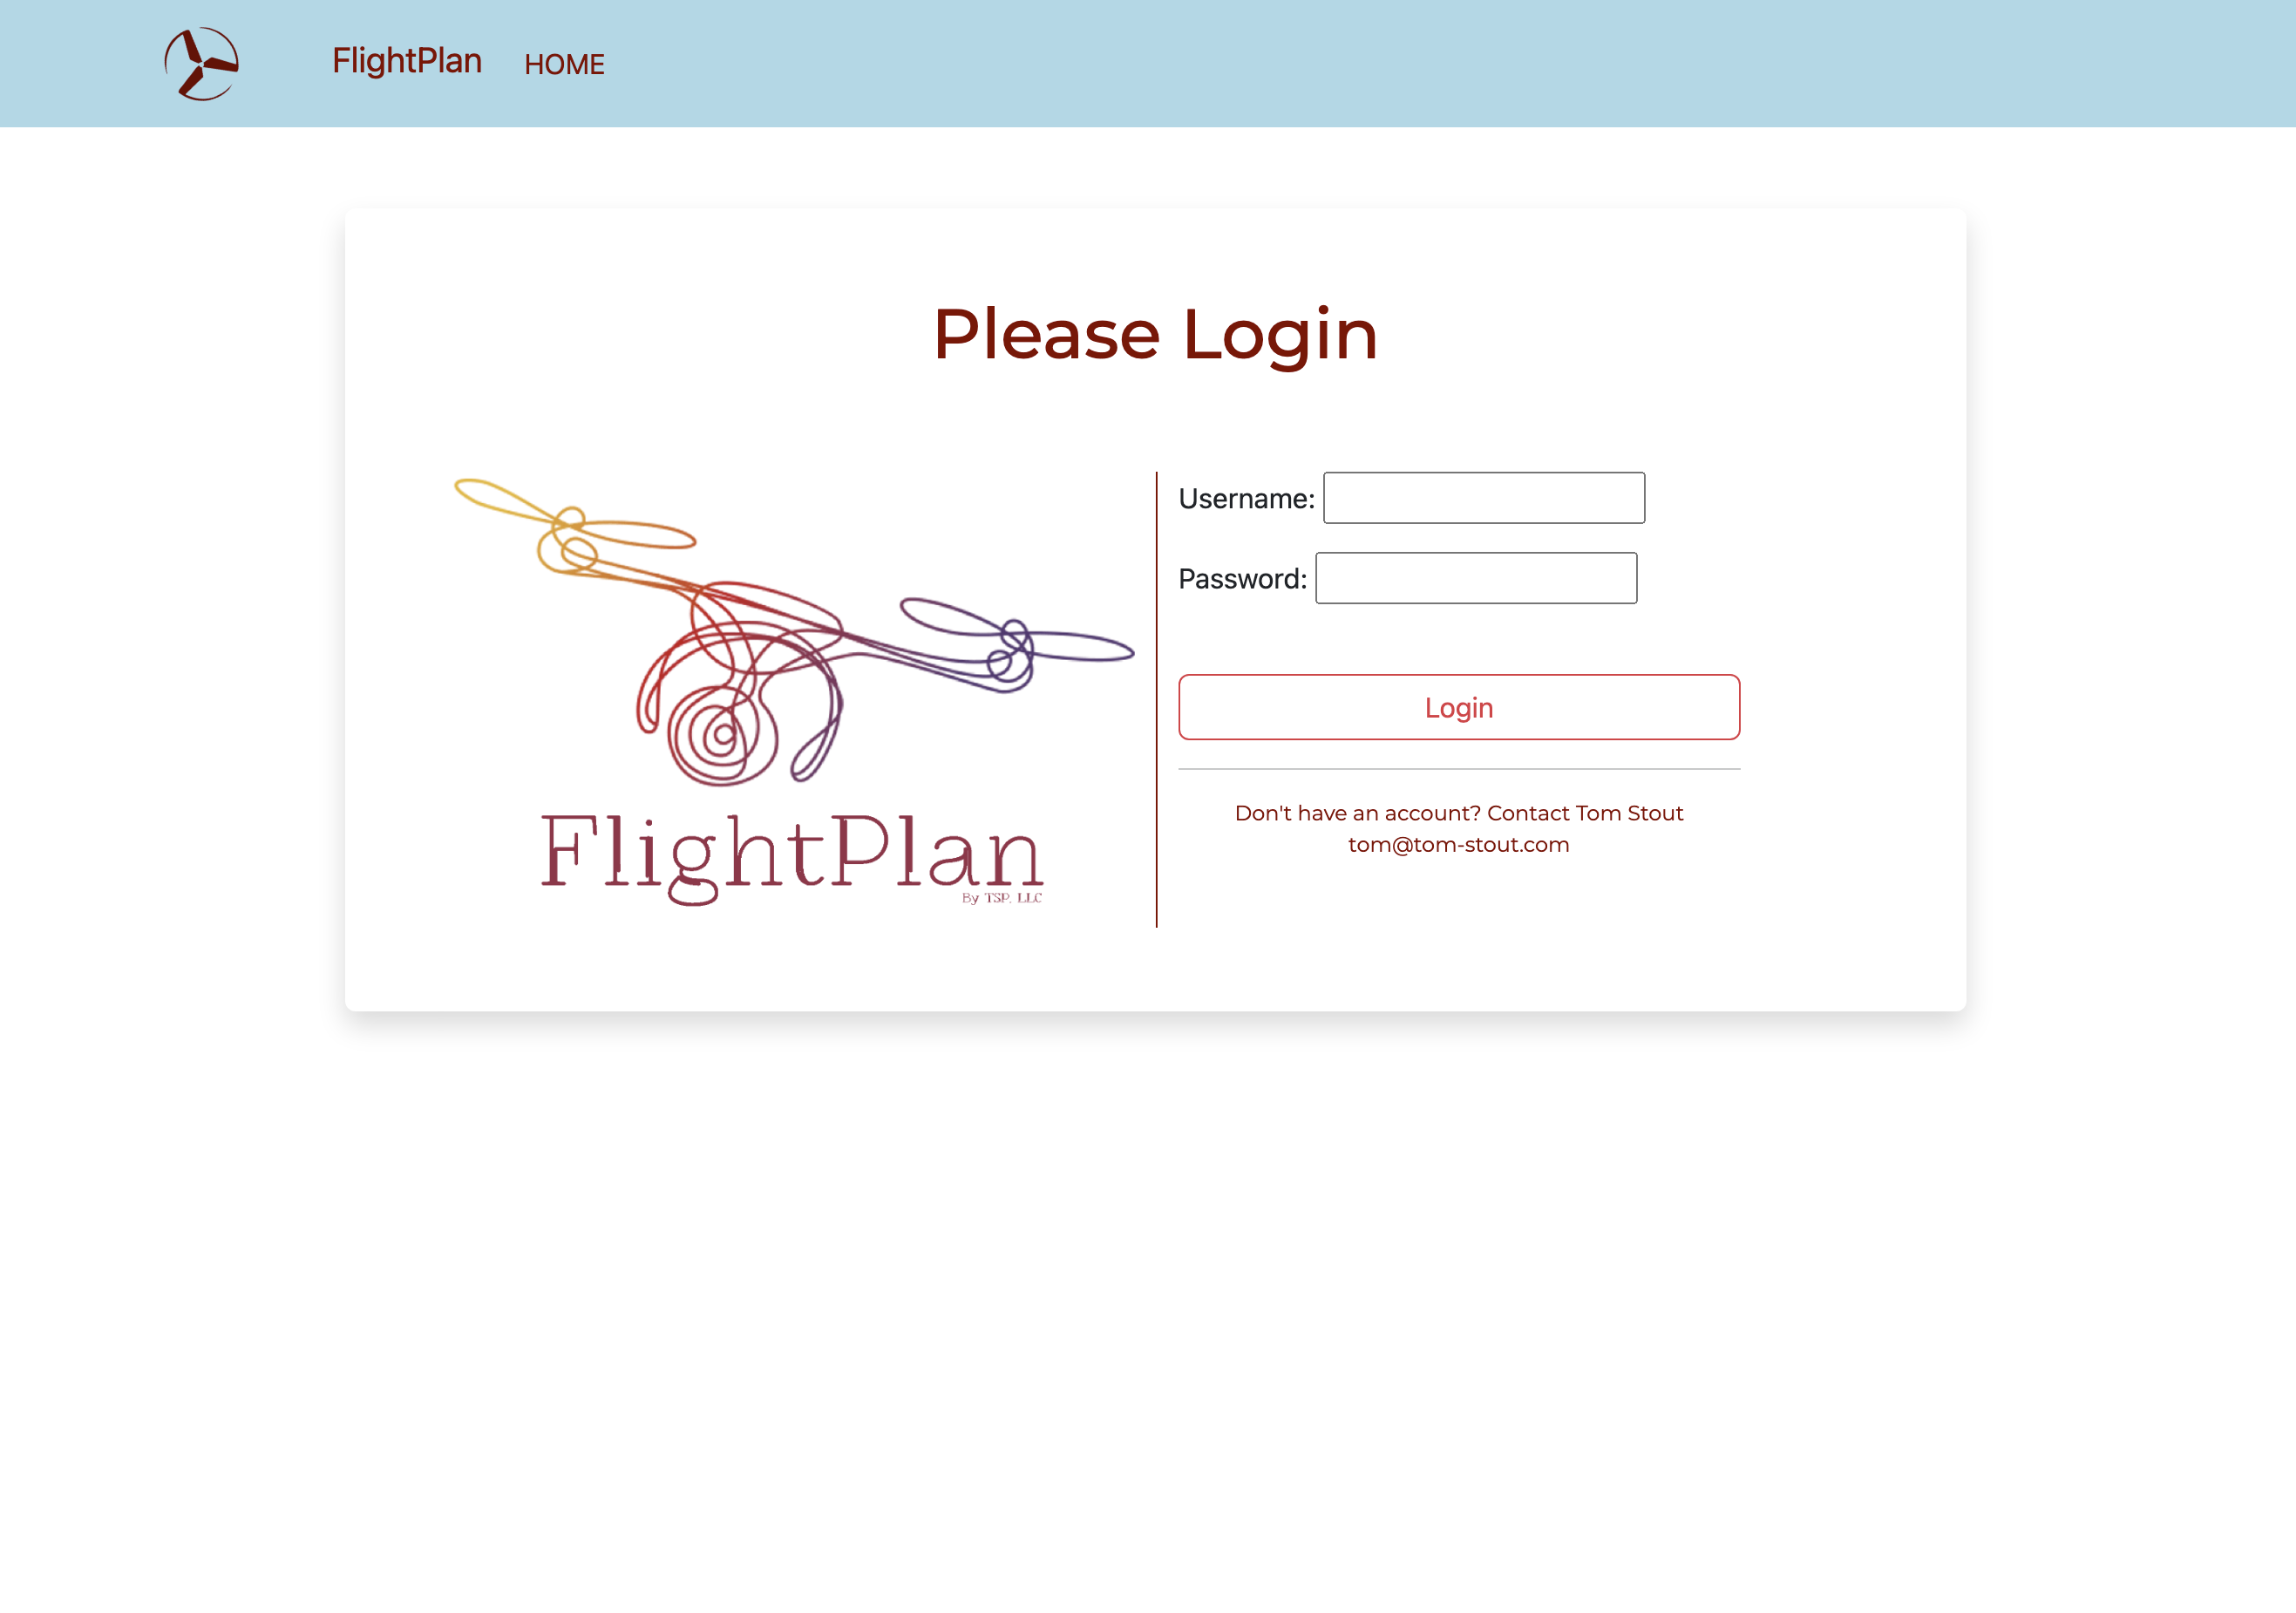 FlightPlan HOME
Please Login
Username:
Password:
Login
Don't have an account? Contact Tom Stout
tom@tom-stout.com
FlightPlan
By TSP, LLC